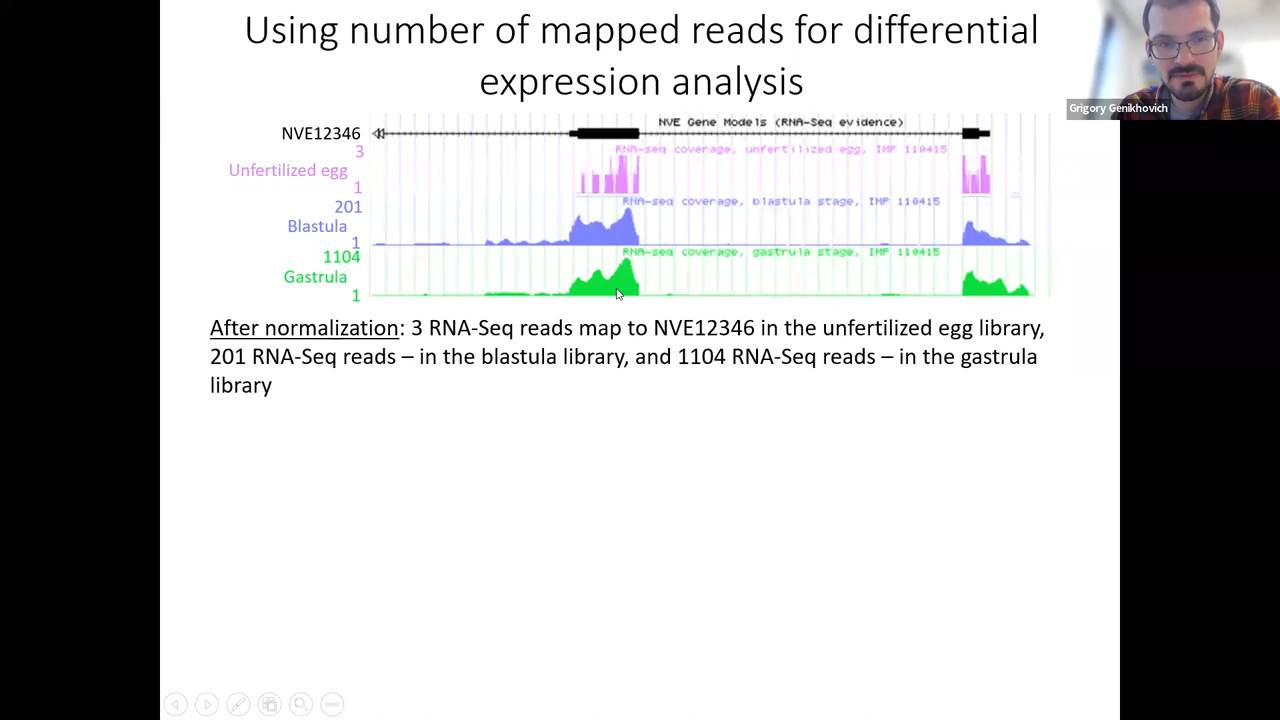 Using number of mapped reads for differential
expression analysis
Grigory Genikhovich
NVE Gene Models (RNA-Seq evidence)
NVE12346
3
RNA-seq coverage, unfertilized egg, IMP 110415
Unfertilized egg
1
201
RNA-seq coverage, blastula stage, IMP 110415
Blastula
1
1104
RNA-seq coverage, gastrula stage, IMP 110415
Gastrula
1
After normalization: 3 RNA-Seq reads map to NVE12346 in the unfertilized egg library,
201 RNA-Seq reads – in the blastula library, and 1104 RNA-Seq reads – in the gastrula
library